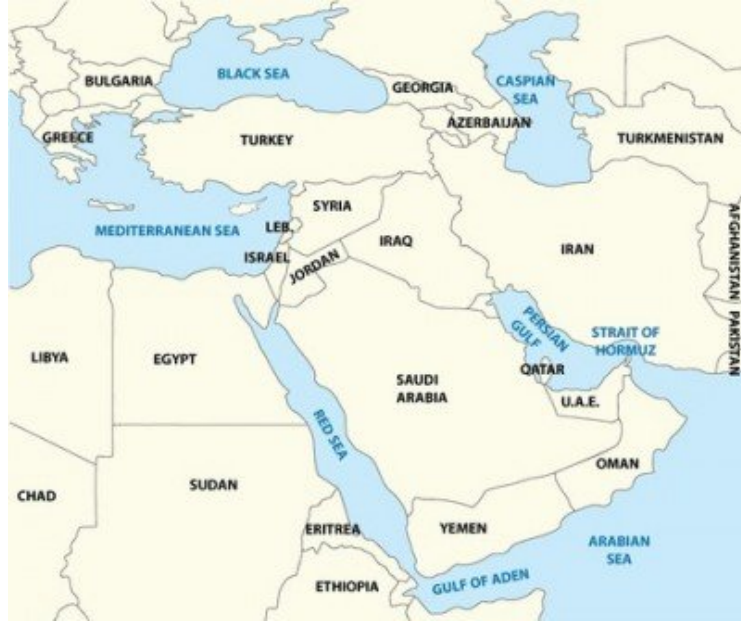 BLACK SEA
BULGARIA
GEORGIA
CASPIAN
SEA
AZERBAIJAN
GREECE
TURKEY
TURKMENISTAN
SYRIA
MEDITERRANEAN SEA
LEB.
IRAQ
IRAN
AFGHANISTAN
ISRAEL
JORDAN
PERSIAN
GULF
STRAIT OF
HORMUZ
PAKISTAN
LIBYA
EGYPT
SAUDI
ARABIA
QATAR
U.A.E.
RED SEA
OMAN
CHAD
SUDAN
ERITREA
YEMEN
ARABIAN
SEA
ETHIOPIA
GULF OF ADEN